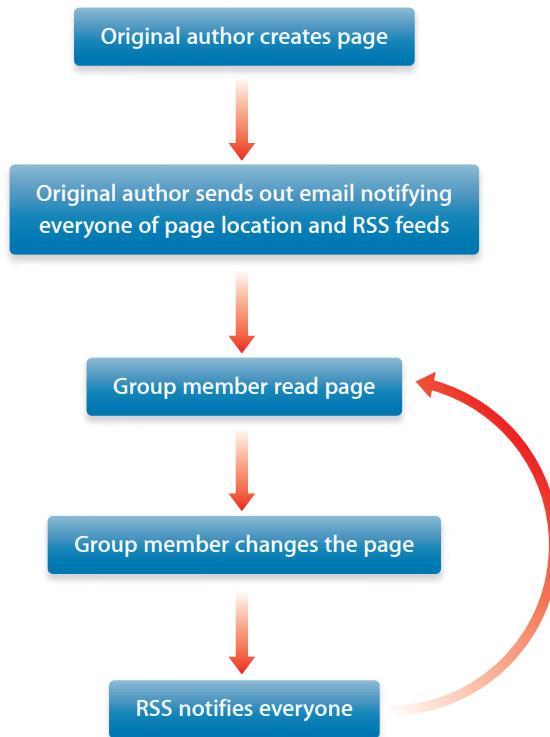 Original author creates page
Original author sends out email notifying
everyone of page location and RSS feeds
Group member read page
Group member changes the page
RSS notifies everyone